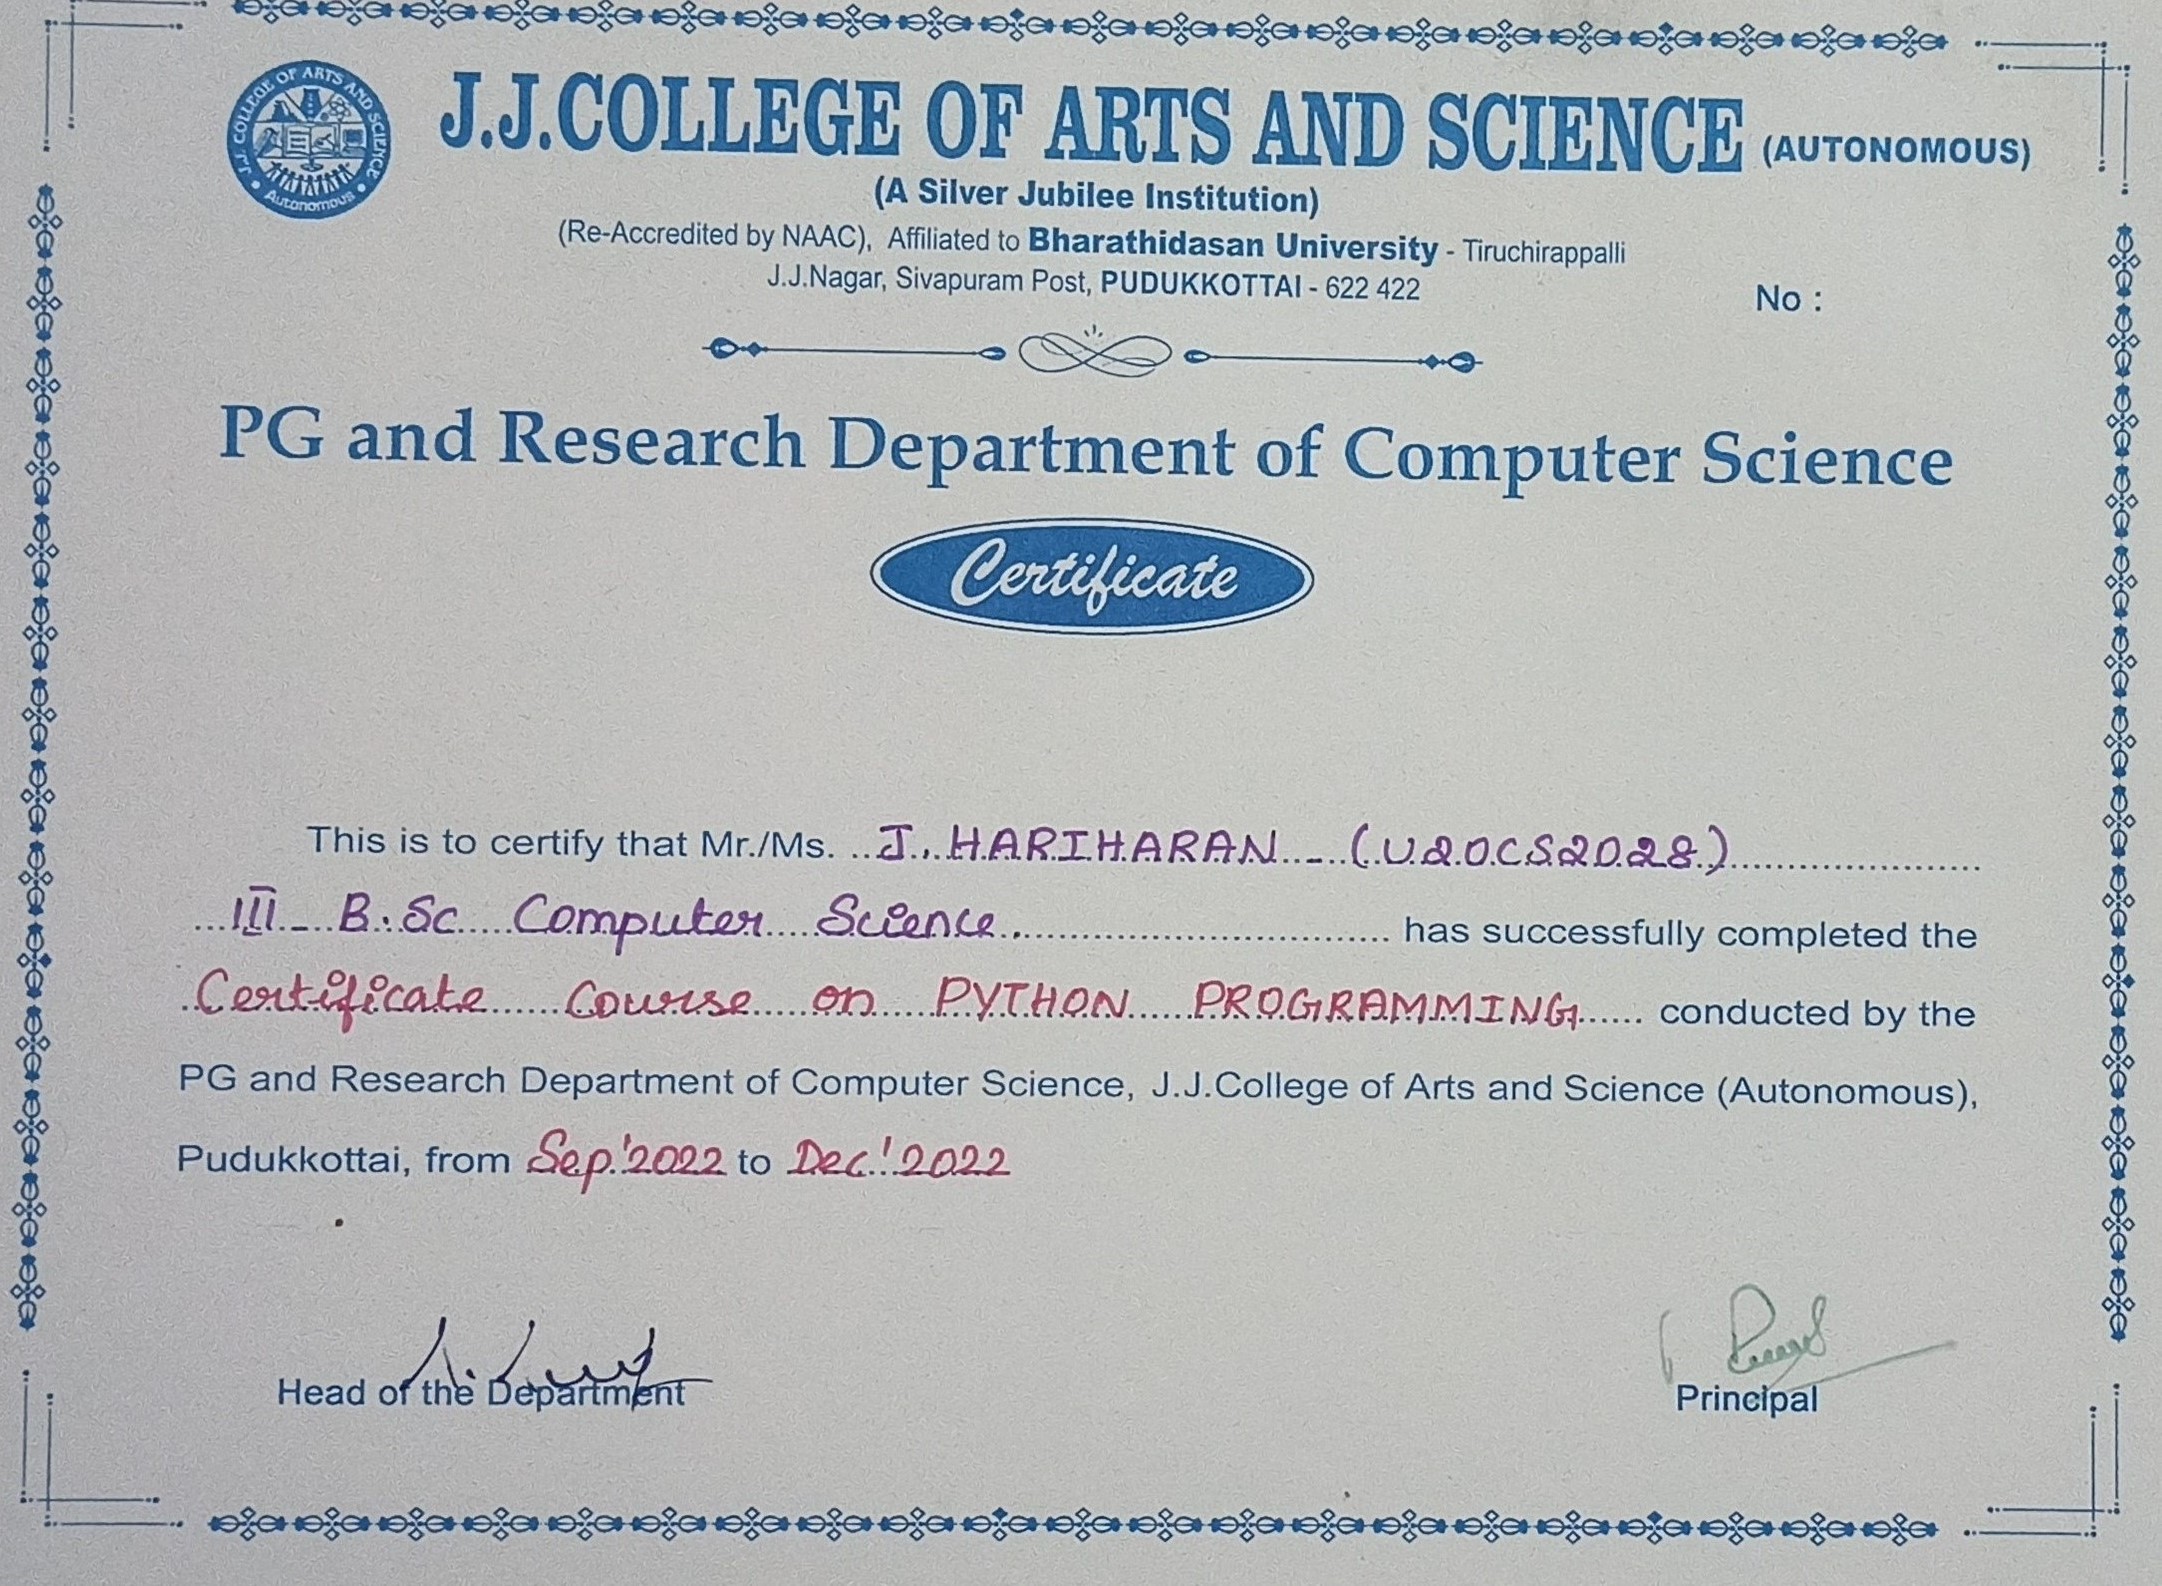 J.J. COLLEGE OF ARTS AND SCIENCE
Autonomous
J.J.COLLEGE OF ARTS AND SCIENCE (AUTONOMOUS)
(A Silver Jubilee Institution)
(Re-Accredited by NAAC), Affiliated to Bharathidasan University - Tiruchirappalli
J.J.Nagar, Sivapuram Post, PUDUKKOTTAI - 622 422
No :
PG and Research Department of Computer Science
Certificate
This is to certify that Mr./Ms. J. HARIHARAN - (U20CS2028)
III - B.Sc Computer Science. has successfully completed the
Certificate Course on PYTHON PROGRAMMING conducted by the
PG and Research Department of Computer Science, J.J.College of Arts and Science (Autonomous),
Pudukkottai, from Sep'2022 to Dec'2022
Head of the Department
Principal